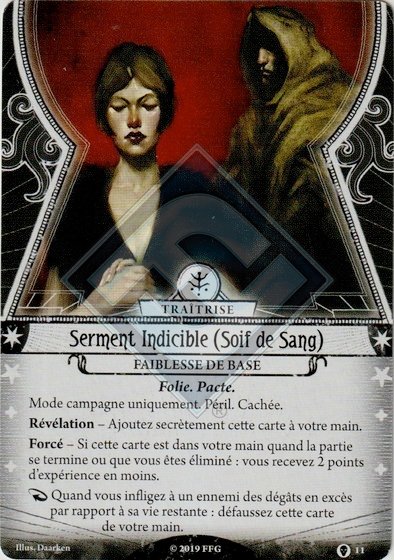 TRAÎTRISE
Serment Indicible (Soif de Sang)
FAIBLESSE DE BASE
Folie. Pacte.
Mode campagne uniquement. Péril. Cachée.
Révélation – Ajoutez secrètement cette carte à votre main.
Forcé – Si cette carte est dans votre main quand la partie
se termine ou que vous êtes éliminé : vous recevez 2 points
d'expérience en moins.
Quand vous infligez à un ennemi des dégâts en excès
par rapport à sa vie restante : défaussez cette carte
de votre main.
Illus. Daarken
© 2019 FFG
11
®